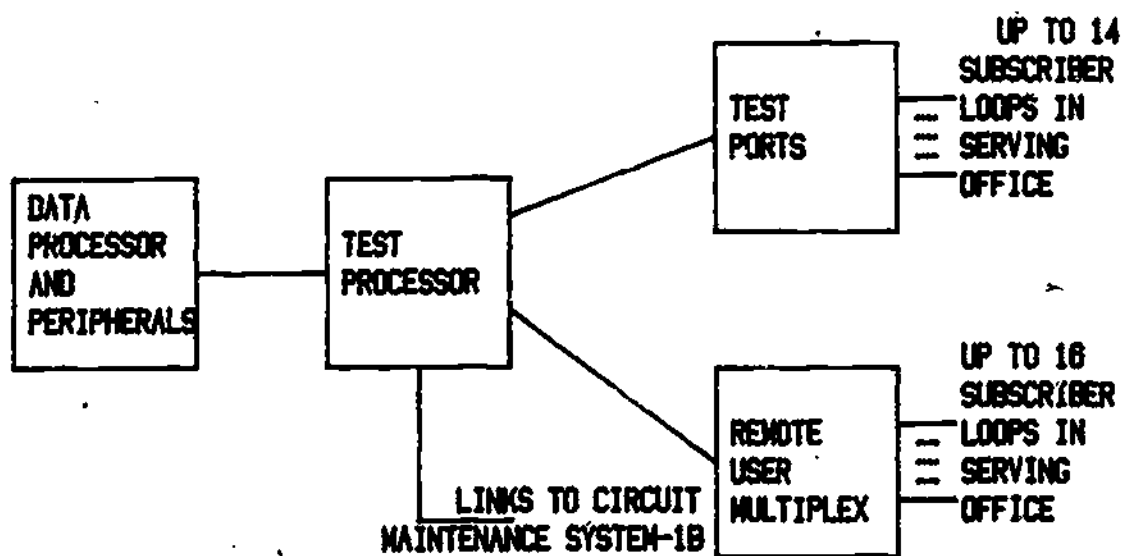 DATA
PROCESSOR
AND
PERIPHERALS
TEST
PROCESSOR
TEST
PORTS
UP TO 14
SUBSCRIBER
LOOPS IN
SERVING
OFFICE
REMOTE
USER
MULTIPLEX
UP TO 16
SUBSCRIBER
LOOPS IN
SERVING
OFFICE
LINKS TO CIRCUIT
MAINTENANCE SYSTEM-1B